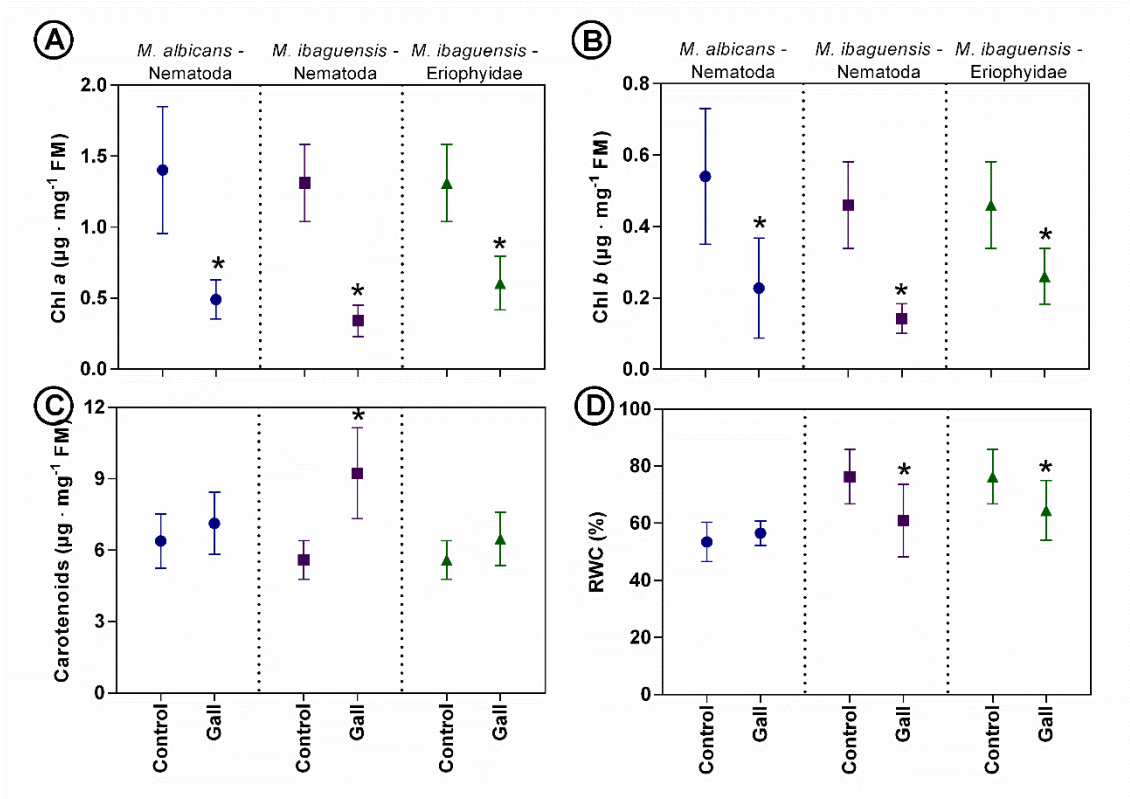 A
M. albicans - M. ibaguensis - M. ibaguensis -
Nematoda Nematoda Eriophyidae
Chl a (µg · mg⁻¹ FM)
2.0
1.5
1.0
0.5
0.0
*
*
*
B
M. albicans - M. ibaguensis - M. ibaguensis -
Nematoda Nematoda Eriophyidae
Chl b (µg · mg⁻¹ FM)
0.8
0.6
0.4
0.2
0.0
*
*
*
C
Carotenoids (µg · mg⁻¹ FM)
12
9
6
3
0
*
Control Gall Control Gall Control Gall
D
RWC (%)
100
80
60
40
20
0
*
*
Control Gall Control Gall Control Gall